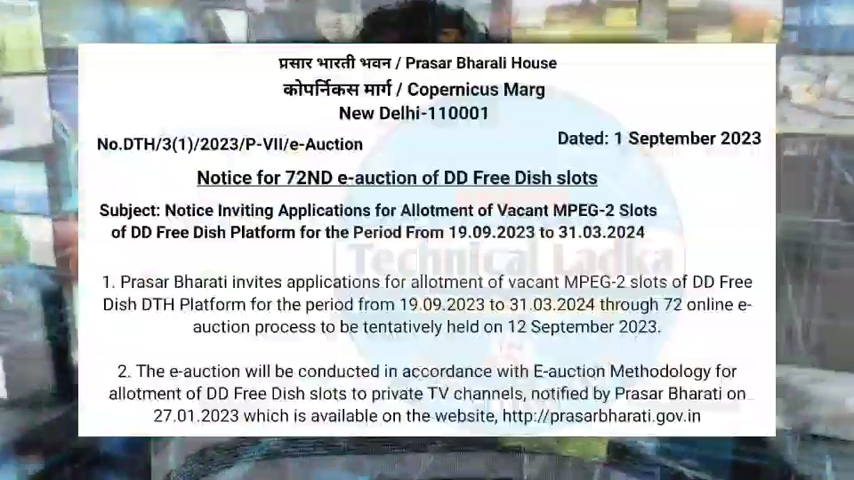 प्रसार भारती भवन / Prasar Bharali House
कोपर्निकस मार्ग / Copernicus Marg
New Delhi-110001
No.DTH/3(1)/2023/P-VII/e-Auction
Dated: 1 September 2023
Notice for 72ND e-auction of DD Free Dish slots
Subject: Notice Inviting Applications for Allotment of Vacant MPEG-2 Slots
of DD Free Dish Platform for the Period From 19.09.2023 to 31.03.2024
Technical Ladka
1. Prasar Bharati invites applications for allotment of vacant MPEG-2 slots of DD Free
Dish DTH Platform for the period from 19.09.2023 to 31.03.2024 through 72 online e-
auction process to be tentatively held on 12 September 2023.
2. The e-auction will be conducted in accordance with E-auction Methodology for
allotment of DD Free Dish slots to private TV channels, notified by Prasar Bharati on
27.01.2023 which is available on the website, http://prasarbharati.gov.in